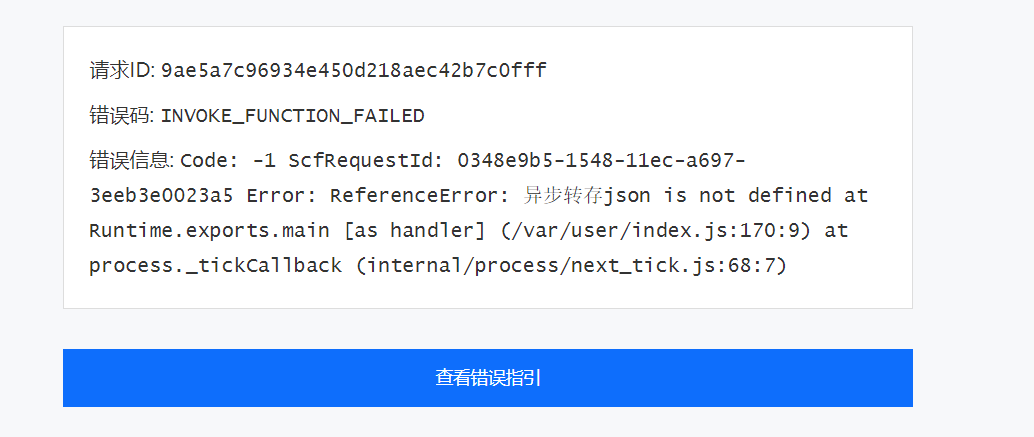 请求ID: 9ae5a7c96934e450d218aec42b7c0fff
错误码: INVOKE_FUNCTION_FAILED
错误信息: Code: -1 ScfRequestId: 0348e9b5-1548-11ec-a697-
3eeb3e0023a5 Error: ReferenceError: 异步转存json is not defined at
Runtime.exports.main [as handler] (/var/user/index.js:170:9) at
process._tickCallback (internal/process/next_tick.js:68:7)
查看错误指引